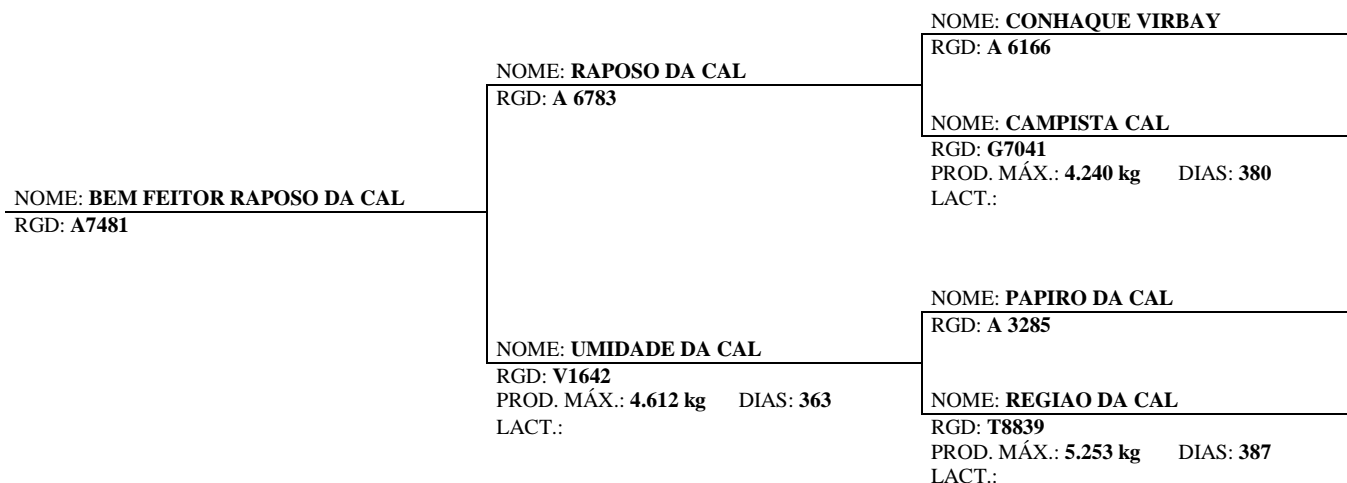 NOME: CONHAQUE VIRBAY
RGD: A 6166
NOME: RAPOSO DA CAL
RGD: A 6783
NOME: CAMPISTA CAL
RGD: G7041
PROD. MÁX.: 4.240 kg DIAS: 380
LACT.:
NOME: BEM FEITOR RAPOSO DA CAL
RGD: A7481
NOME: PAPIRO DA CAL
RGD: A 3285
NOME: UMIDADE DA CAL
RGD: V1642
PROD. MÁX.: 4.612 kg DIAS: 363
LACT.:
NOME: REGIAO DA CAL
RGD: T8839
PROD. MÁX.: 5.253 kg DIAS: 387
LACT.: